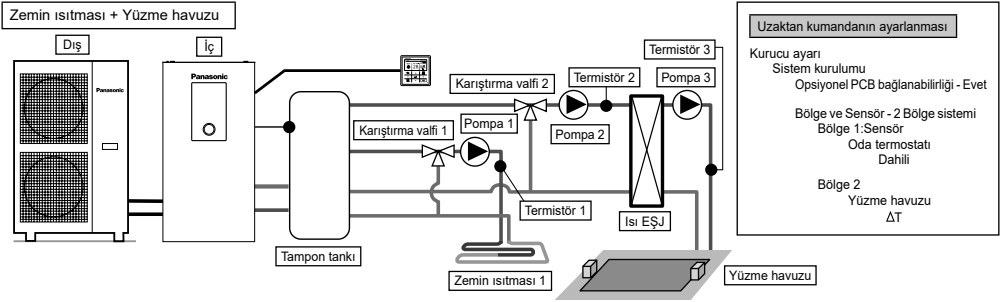 Zemin ısıtması + Yüzme havuzu
Dış
İç
Panasonic
Panasonic
Tampon tankı
Karıştırma valfi 1
Pompa 1
Termistör 1
Zemin ısıtması 1
Karıştırma valfi 2
Termistör 2
Pompa 2
Isı EŞJ
Termistör 3
Pompa 3
Yüzme havuzu
Uzaktan kumandanın ayarlanması
Kurucu ayarı
Sistem kurulumu
Opsiyonel PCB bağlanabilirliği - Evet
Bölge ve Sensör - 2 Bölge sistemi
Bölge 1:Sensör
Oda termostatı
Dahili
Bölge 2
Yüzme havuzu
ΔT